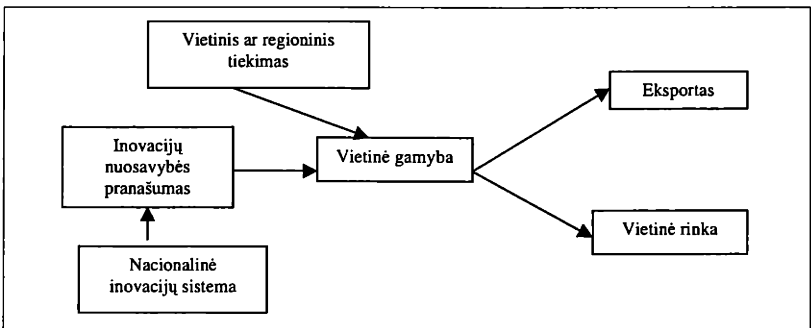 Vietinis ar regioninis
tiekimas
Eksportas
Inovacijų
nuosavybės
pranašumas
Vietinė gamyba
Vietinė rinka
Nacionalinė
inovacijų sistema